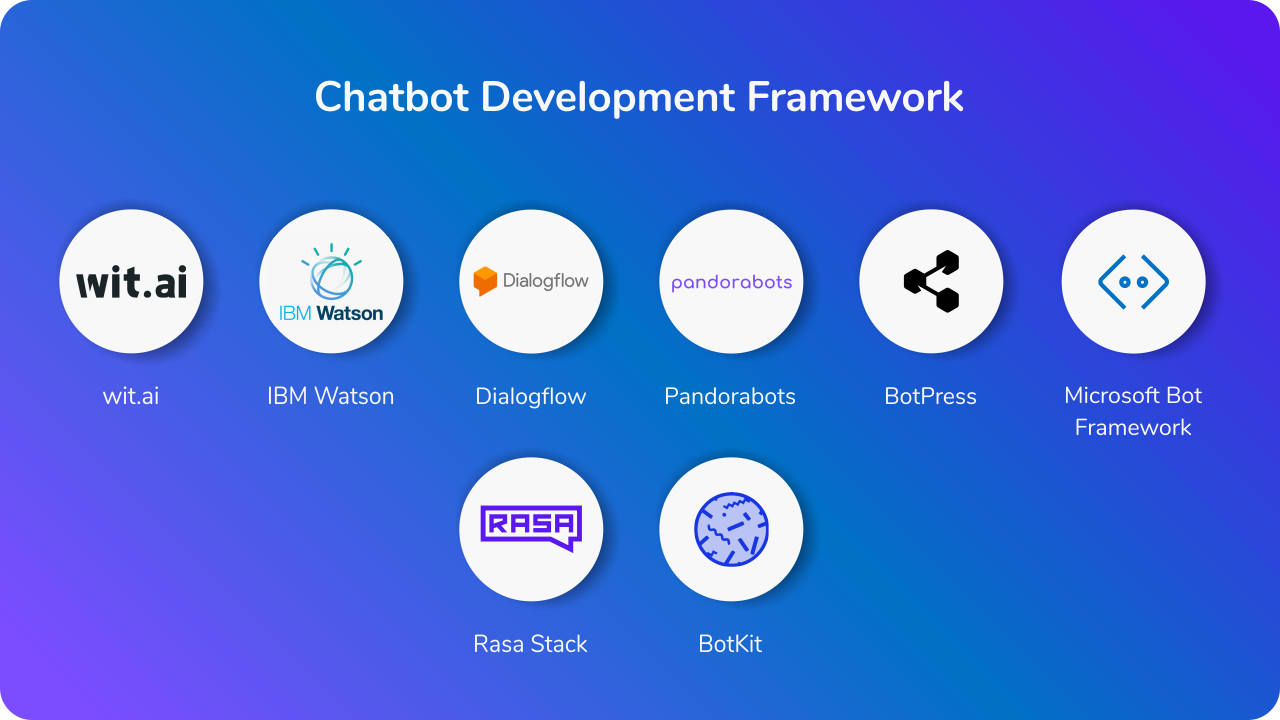 Chatbot Development Framework
wit.ai
IBM Watson
Dialogflow
pandorabots
wit.ai
IBM Watson
Dialogflow
Pandorabots
BotPress
Microsoft Bot
Framework
RASA
Rasa Stack
BotKit